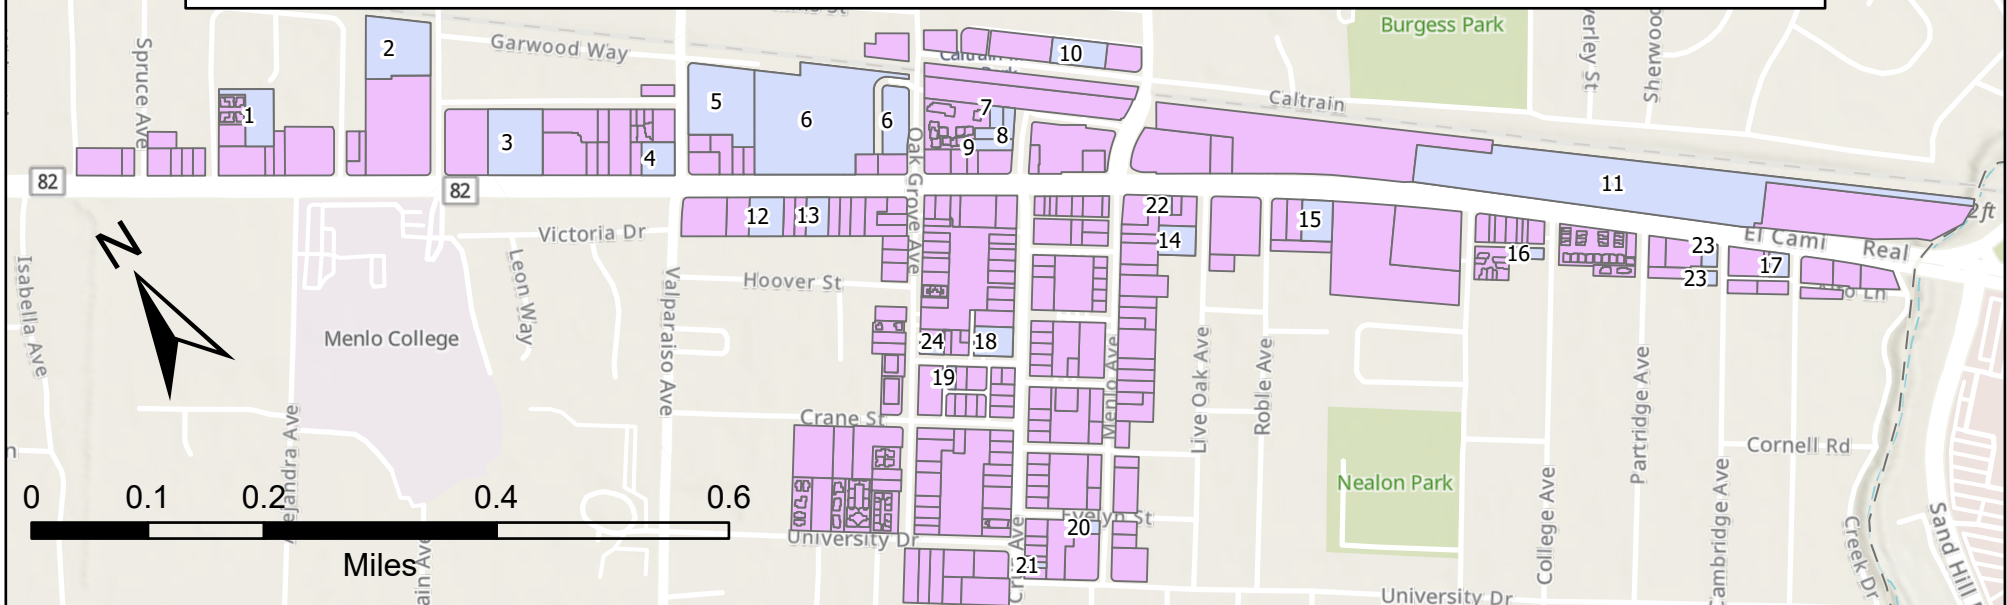 Burgess Park
Garwood Way
Spruce Ave
2
10
Caltrain
1
5
6
6
7
8
9
3
4
Oak Grove Ave
82
82
11
12
13
22
14
15
16
23
23
17
El Cami Real
2 ft
Victoria Dr
Hoover St
Leon Way
Valparaiso Ave
Isabella Ave
N
Menlo College
24
18
19
Menlo Ave
Live Oak Ave
Roble Ave
Partridge Ave
Crane St
Cornell Rd
Nealon Park
0 0.1 0.2 0.4 0.6
Miles
Evelyn St
20
21
University Dr
College Ave
Creek Dr
Sand Hill
University Dr